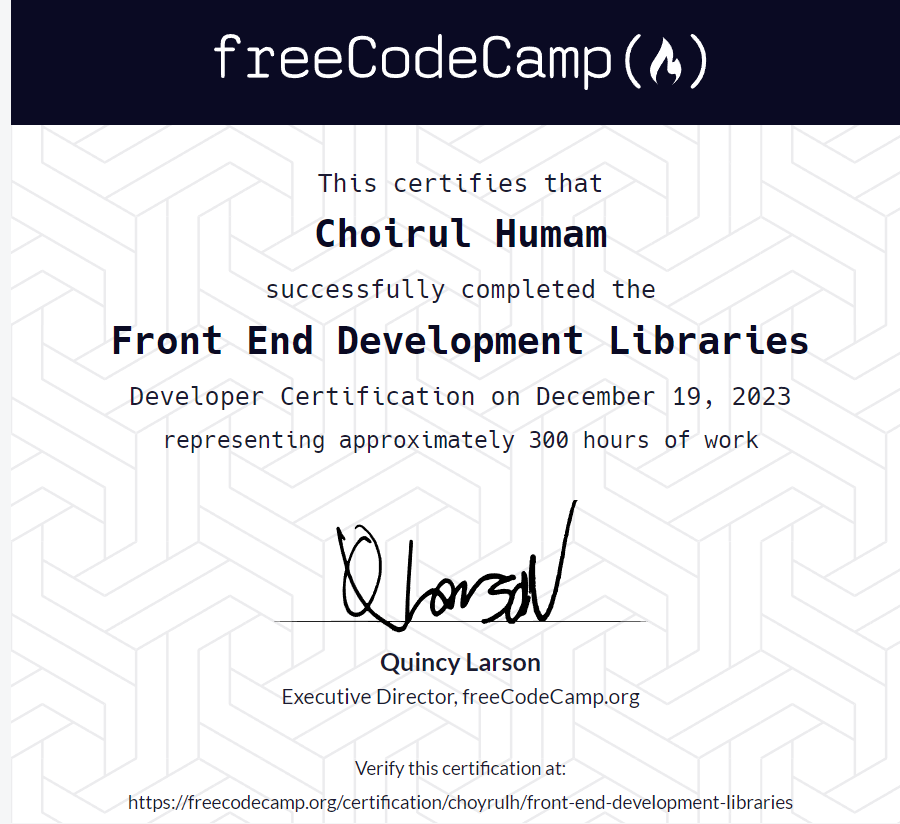 freeCodeCamp
This certifies that
Choirul Humam
successfully completed the
Front End Development Libraries
Developer Certification on December 19, 2023
representing approximately 300 hours of work
Q Larson
Quincy Larson
Executive Director, freeCodeCamp.org
Verify this certification at:
https://freecodecamp.org/certification/choyrulh/front-end-development-libraries